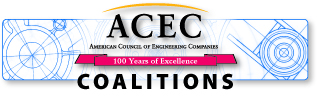 ACEC
AMERICAN COUNCIL OF ENGINEERING COMPANIES
100 Years of Excellence
COALITIONS